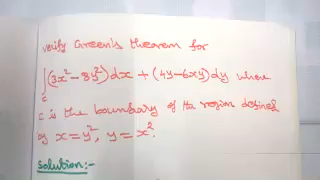 verify Green's theorem for
∫c (3x² - 8y²) dx + (4y - 6xy) dy where
c is the boundary of the region defined
by x = y², y = x².
Solution:-